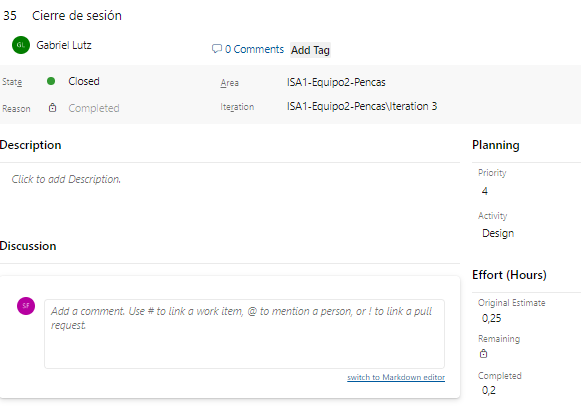 35 Cierre de sesión
GL Gabriel Lutz 0 Comments Add Tag
State Closed Area ISA1-Equipo2-Pencas
Reason Completed Iteration ISA1-Equipo2-Pencas\Iteration 3
Description
Click to add Description.
Discussion
SF
Add a comment. Use # to link a work item, @ to mention a person, or ! to link a pull
request.
switch to Markdown editor
Planning
Priority
4
Activity
Design
Effort (Hours)
Original Estimate
0,25
Remaining
Completed
0,2